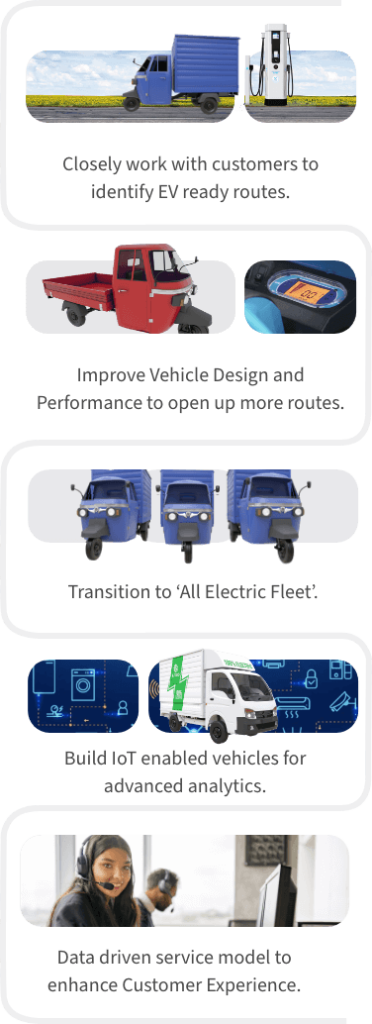 Closely work with customers to
identify EV ready routes.
Improve Vehicle Design and
Performance to open up more routes.
Transition to ‘All Electric Fleet’.
Build IoT enabled vehicles for
advanced analytics.
Data driven service model to
enhance Customer Experience.